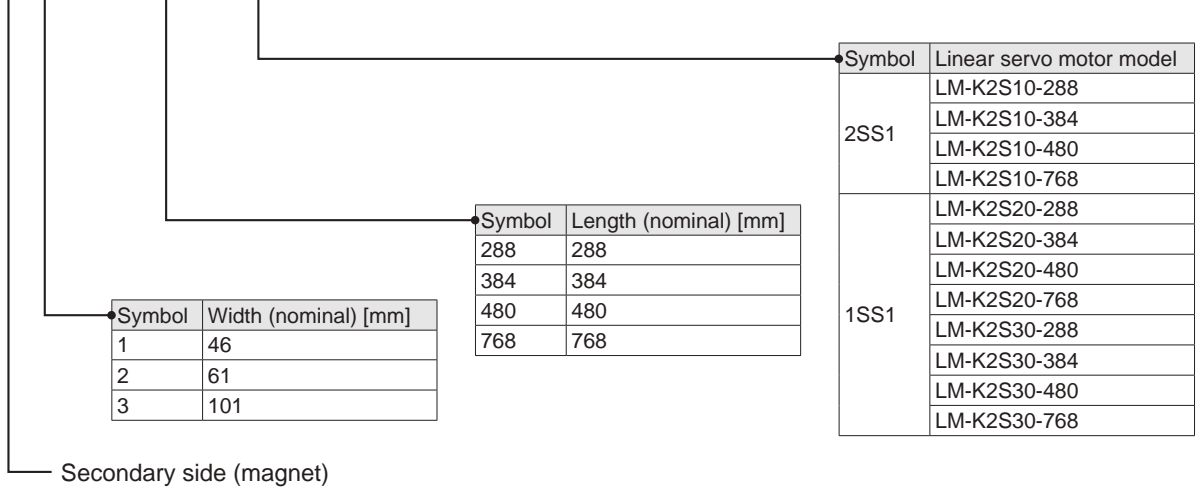 Symbol Linear servo motor model
2SS1
LM-K2S10-288
LM-K2S10-384
LM-K2S10-480
LM-K2S10-768
1SS1
LM-K2S20-288
LM-K2S20-384
LM-K2S20-480
LM-K2S20-768
LM-K2S30-288
LM-K2S30-384
LM-K2S30-480
LM-K2S30-768
Symbol Length (nominal) [mm]
288 288
384 384
480 480
768 768
Symbol Width (nominal) [mm]
1 46
2 61
3 101
Secondary side (magnet)